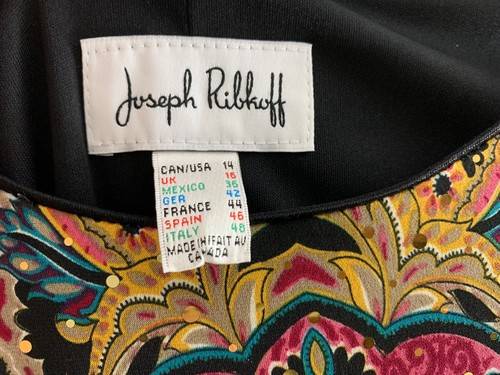 Joseph Ribkoff
CAN/USA 14
UK 16
MEXICO 36
GER 42
FRANCE 44
SPAIN 46
ITALY 48
MADE IN/FAIT AU
CANADA